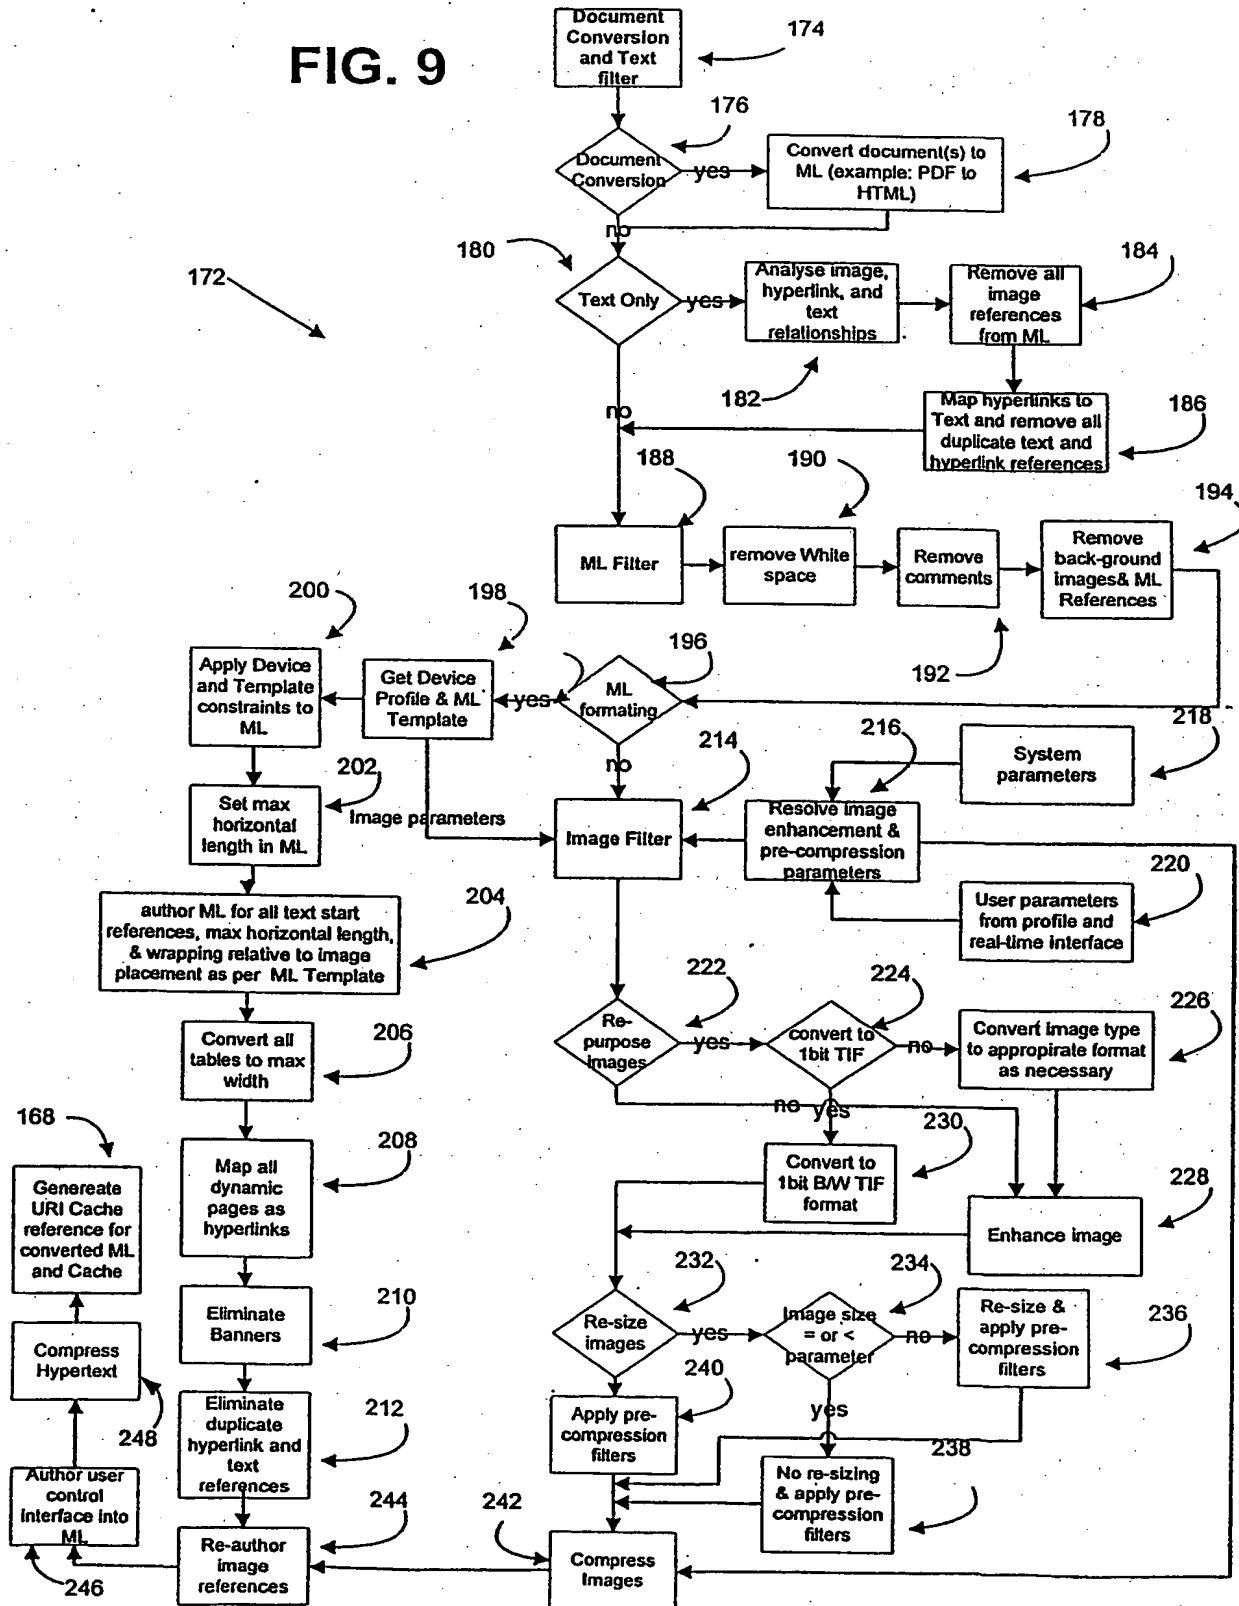 FIG. 9
Document
Conversion
and Text
filter
174
176
Document
Conversion
yes
Convert document(s) to
ML (example: PDF to
HTML)
178
no
180
172
Text Only
yes
Analyse image,
hyperlink, and
text
relationships
182
Remove all
image
references
from ML
184
no
Map hyperlinks to
Text and remove all
duplicate text and
hyperlink references
186
188
ML Filter
190
remove White
space
Remove
comments
192
Remove
back-ground
images& ML
References
194
200
Apply Device
and Template
constraints to
ML
198
Get Device
Profile & ML
Template
yes
ML
formating
196
no
214
216
System
parameters
218
202
Set max
horizontal
length in ML
Image parameters
Image Filter
Resolve image
enhancement &
pre-compression
parameters
220
User parameters
from profile and
real-time interface
author ML for all text start
references, max horizontal length,
& wrapping relative to image
placement as per ML Template
204
222
Re-
purpose
images
yes
224
convert to
1bit TIF
no
226
Convert image type
to appropirate format
as necessary
Convert all
tables to max
width
206
no
yes
230
Convert to
1bit B/W TIF
format
228
Enhance image
168
Genereate
URI Cache
reference for
converted ML
and Cache
Map all
dynamic
pages as
hyperlinks
208
232
Re-size
images
yes
234
Image size
= or <
parameter
no
Re-size &
apply pre-
compression
filters
236
Eliminate
Banners
210
Compress
Hypertext
248
240
Apply pre-
compression
filters
yes
238
No re-sizing
& apply pre-
compression
filters
Eliminate
duplicate
hyperlink and
text
references
212
Author user
control
interface into
ML
246
244
Re-author
image
references
242
Compress
Images